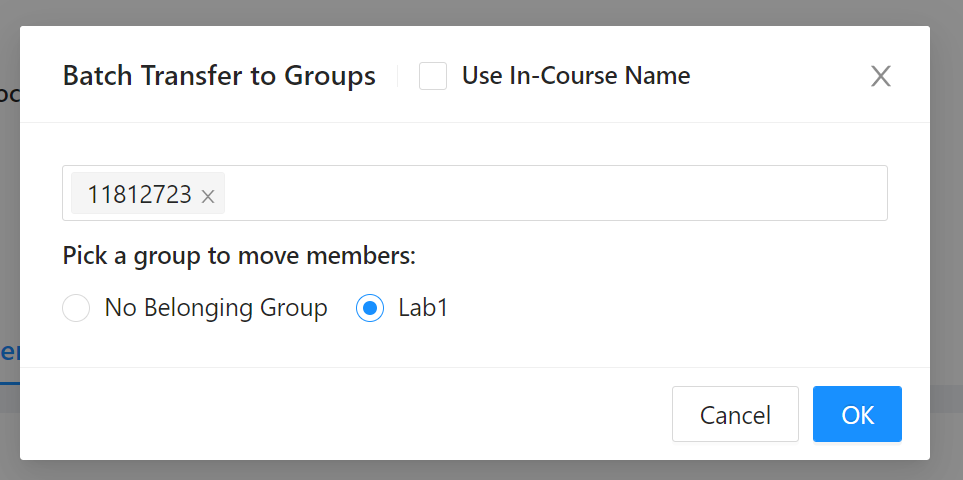 Batch Transfer to Groups Use In-Course Name
11812723
Pick a group to move members:
No Belonging Group Lab1
Cancel OK